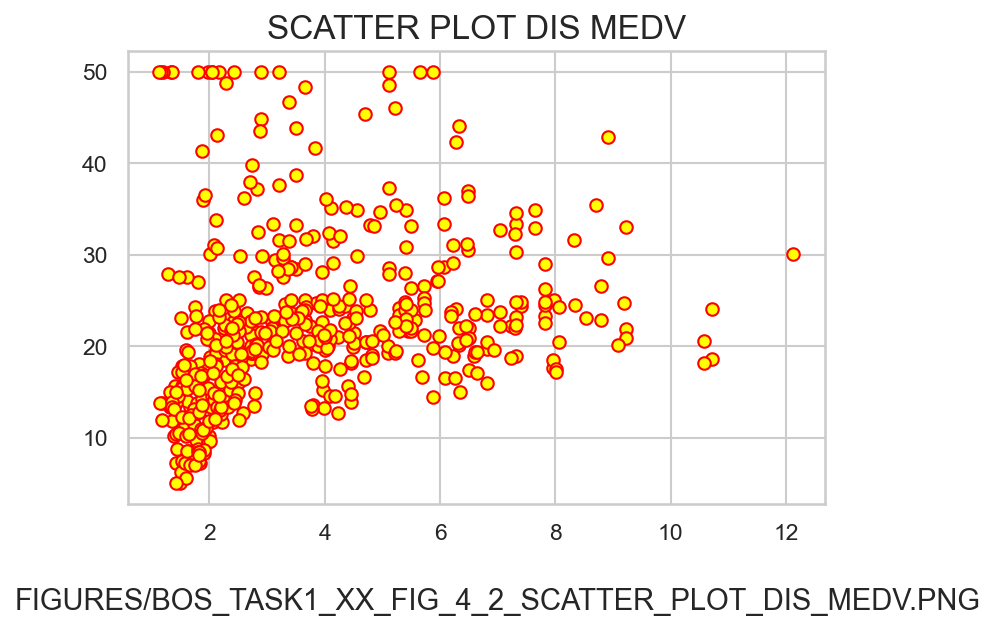 SCATTER PLOT DIS MEDV
50
40
30
20
10
2 4 6 8 10 12
FIGURES/BOS_TASK1_XX_FIG_4_2_SCATTER_PLOT_DIS_MEDV.PNG